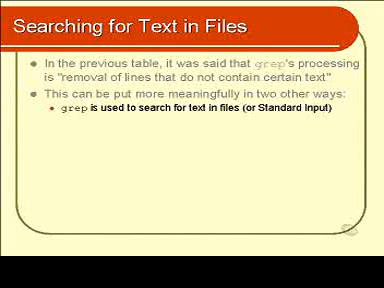 Searching for Text in Files
In the previous table, it was said that grep's processing
is "removal of lines that do not contain certain text"
This can be put more meaningfully in two other ways:
grep is used to search for text in files (or Standard Input)